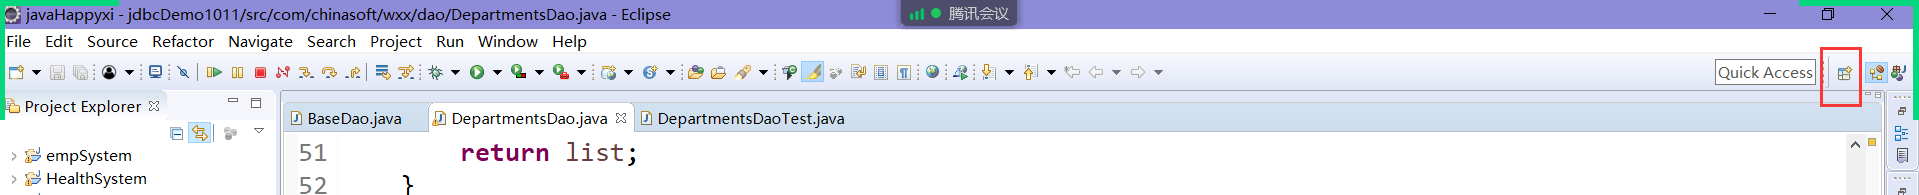 javaHappyxi - jdbcDemo1011/src/com/chinasoft/wxx/dao/DepartmentsDao.java - Eclipse
腾讯会议
File Edit Source Refactor Navigate Search Project Run Window Help
Quick Access
Project Explorer
BaseDao.java DepartmentsDao.java DepartmentsDaoTest.java
51 return list;
empSystem
52 }
HealthSystem